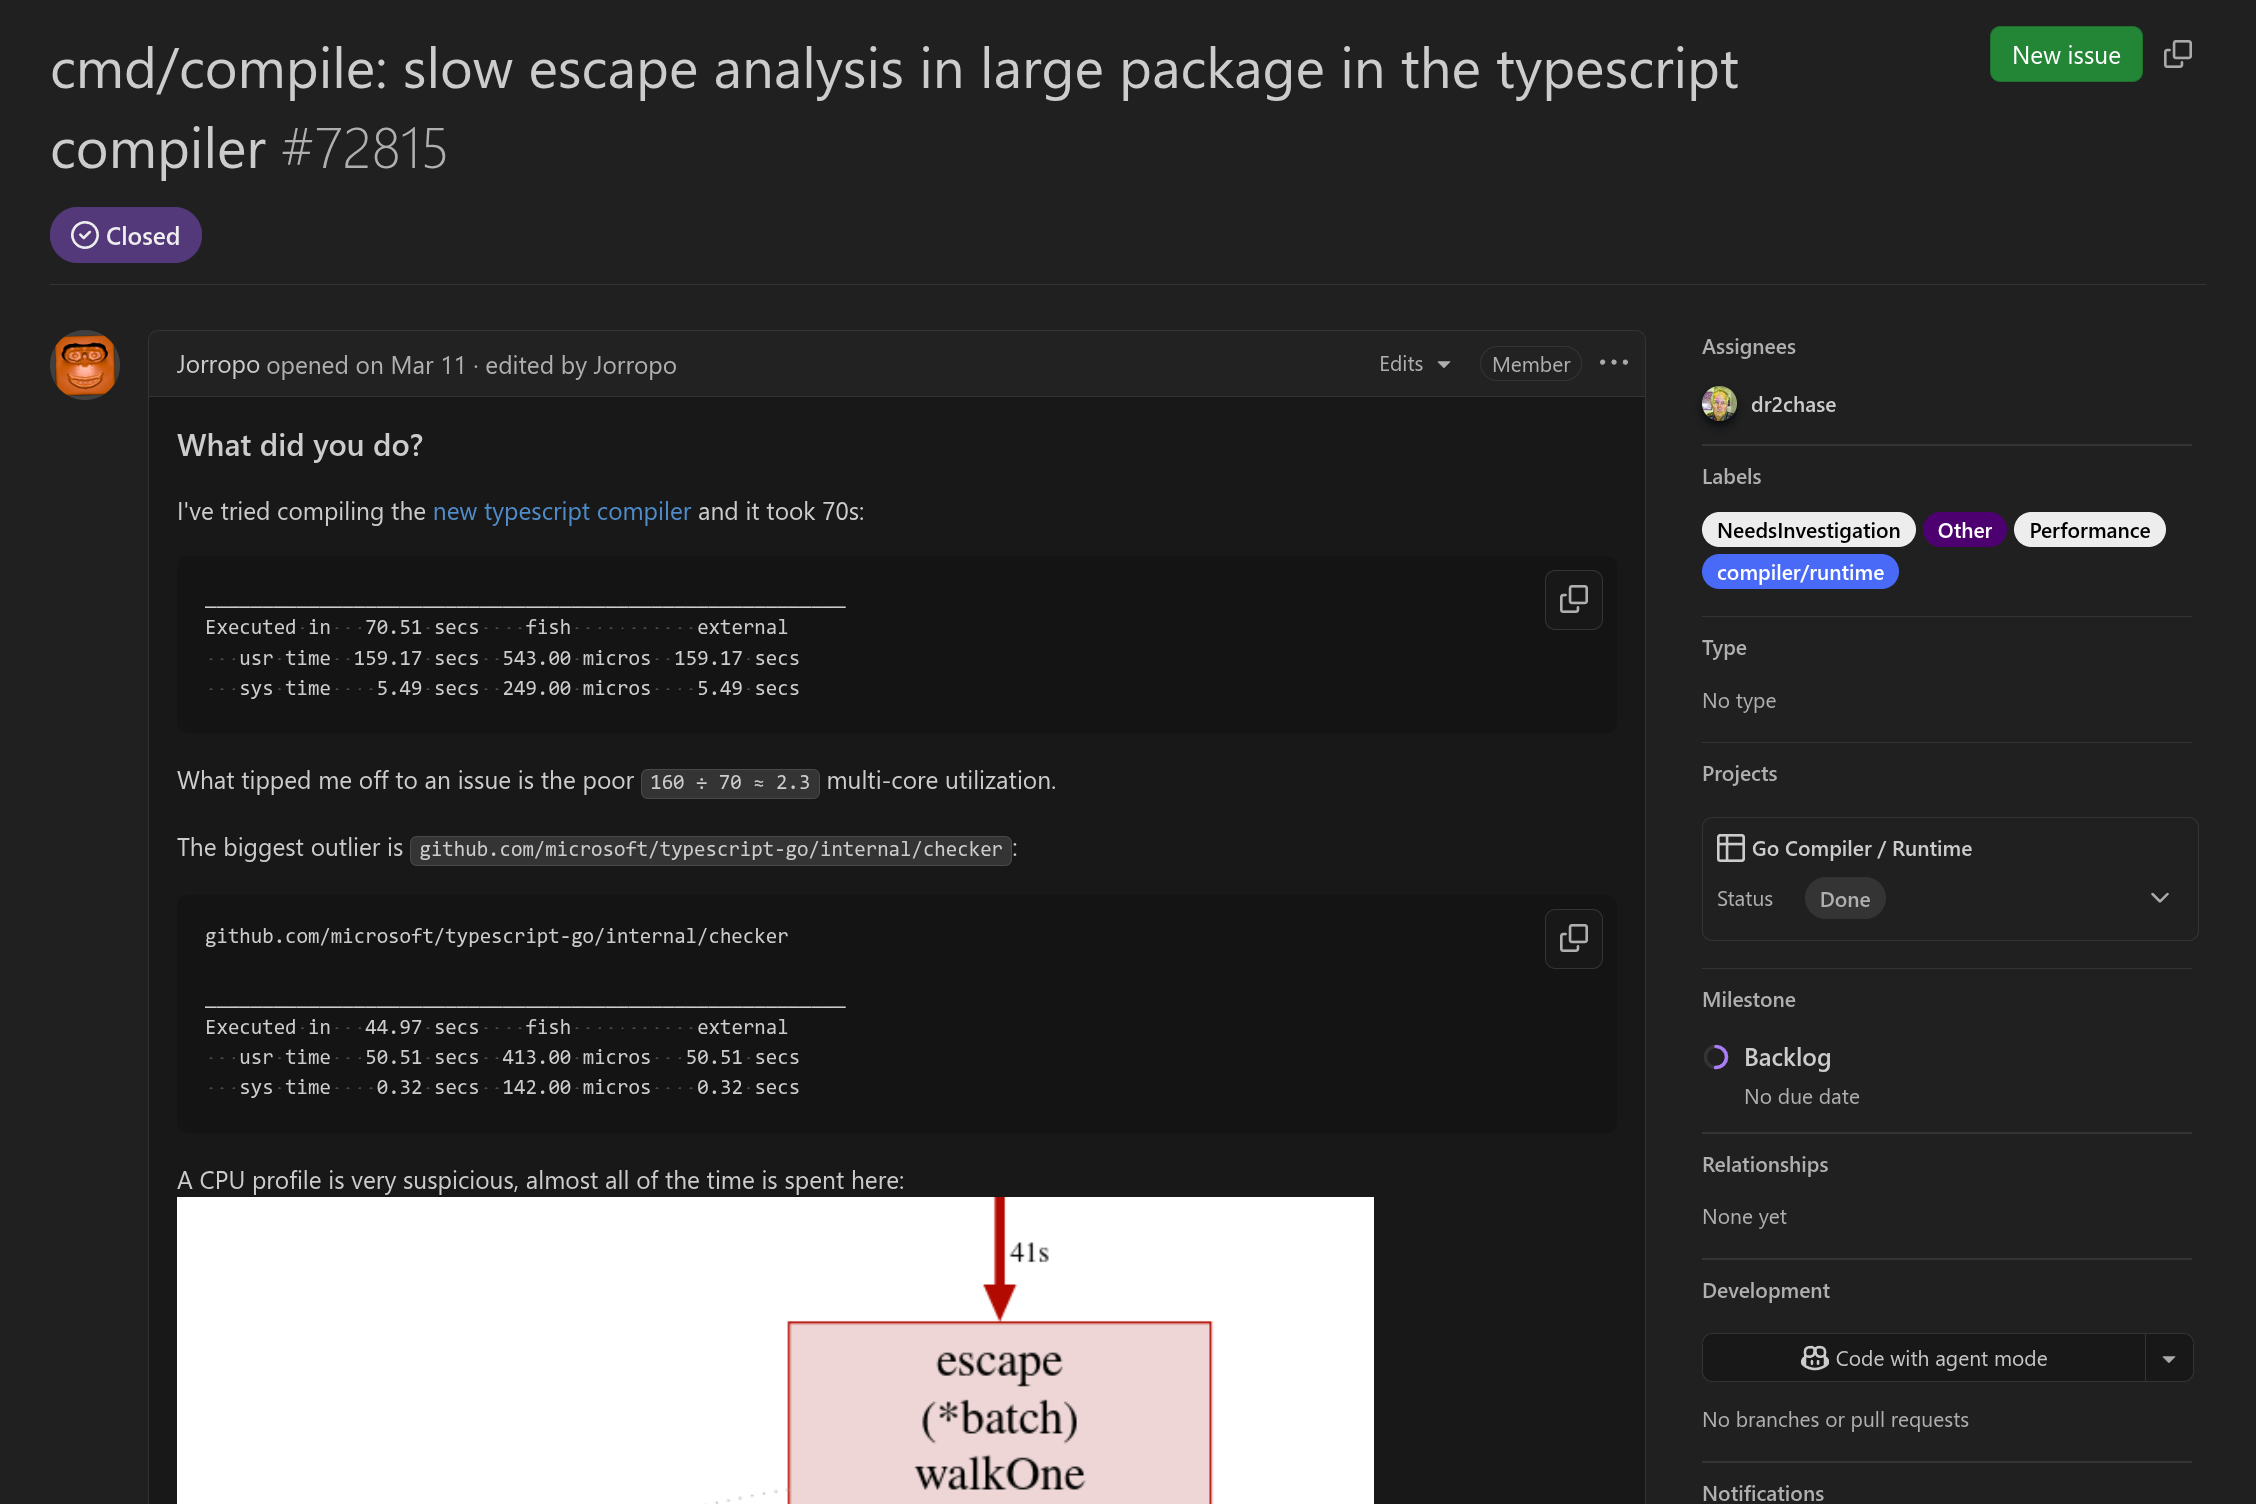 cmd/compile: slow escape analysis in large package in the typescript
compiler #72815
New issue
Closed
Jorropo opened on Mar 11 · edited by Jorropo
Edits
Member
What did you do?
I've tried compiling the new typescript compiler and it took 70s:
________________________________________________________
Executed in   70.51 secs    fish           external
   usr time  159.17 secs  543.00 micros  159.17 secs
   sys time    5.49 secs  249.00 micros    5.49 secs
What tipped me off to an issue is the poor 160 ÷ 70 ≈ 2.3 multi-core utilization.
The biggest outlier is github.com/microsoft/typescript-go/internal/checker:
github.com/microsoft/typescript-go/internal/checker
________________________________________________________
Executed in   44.97 secs    fish           external
   usr time   50.51 secs  413.00 micros   50.51 secs
   sys time    0.32 secs  142.00 micros    0.32 secs
A CPU profile is very suspicious, almost all of the time is spent here:
41s
escape
(*batch)
walkOne
Assignees
dr2chase
Labels
NeedsInvestigation Other Performance
compiler/runtime
Type
No type
Projects
Go Compiler / Runtime
Status Done
Milestone
Backlog
No due date
Relationships
None yet
Development
Code with agent mode
No branches or pull requests
Notifications